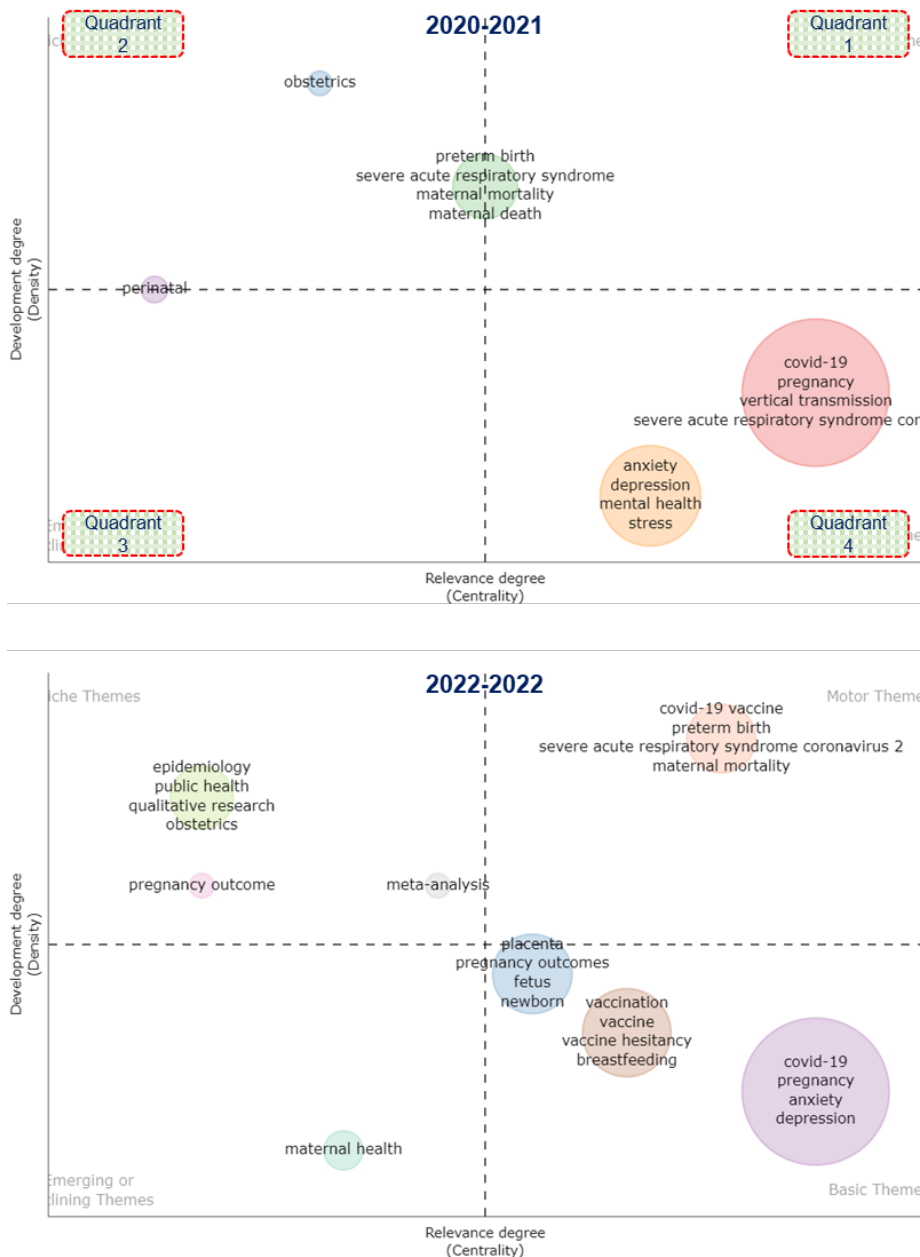 Quadrant
2
2020-2021
Quadrant
1
obstetrics
preterm birth
severe acute respiratory syndrome
maternal mortality
maternal death
Development degree
(Density)
perinatal
covid-19
pregnancy
vertical transmission
severe acute respiratory syndrome cor
anxiety
depression
mental health
stress
Quadrant
3
Quadrant
4
Relevance degree
(Centrality)
2022-2022
iche Themes
Motor Theme
covid-19 vaccine
preterm birth
severe acute respiratory syndrome coronavirus 2
maternal mortality
epidemiology
public health
qualitative research
obstetrics
pregnancy outcome
meta-analysis
Development degree
(Density)
placenta
pregnancy outcomes
fetus
newborn
vaccination
vaccine
vaccine hesitancy
breastfeeding
covid-19
pregnancy
anxiety
depression
maternal health
Emerging or
clining Themes
Basic Theme
Relevance degree
(Centrality)